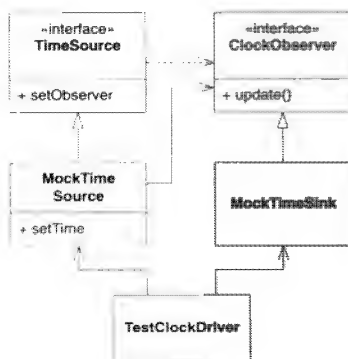 «interface»
TimeSource
+ setObserver
«interface»
ClockObserver
+ update()
MockTime
Source
+ setTime
MockTimeSink
TestClockDriver